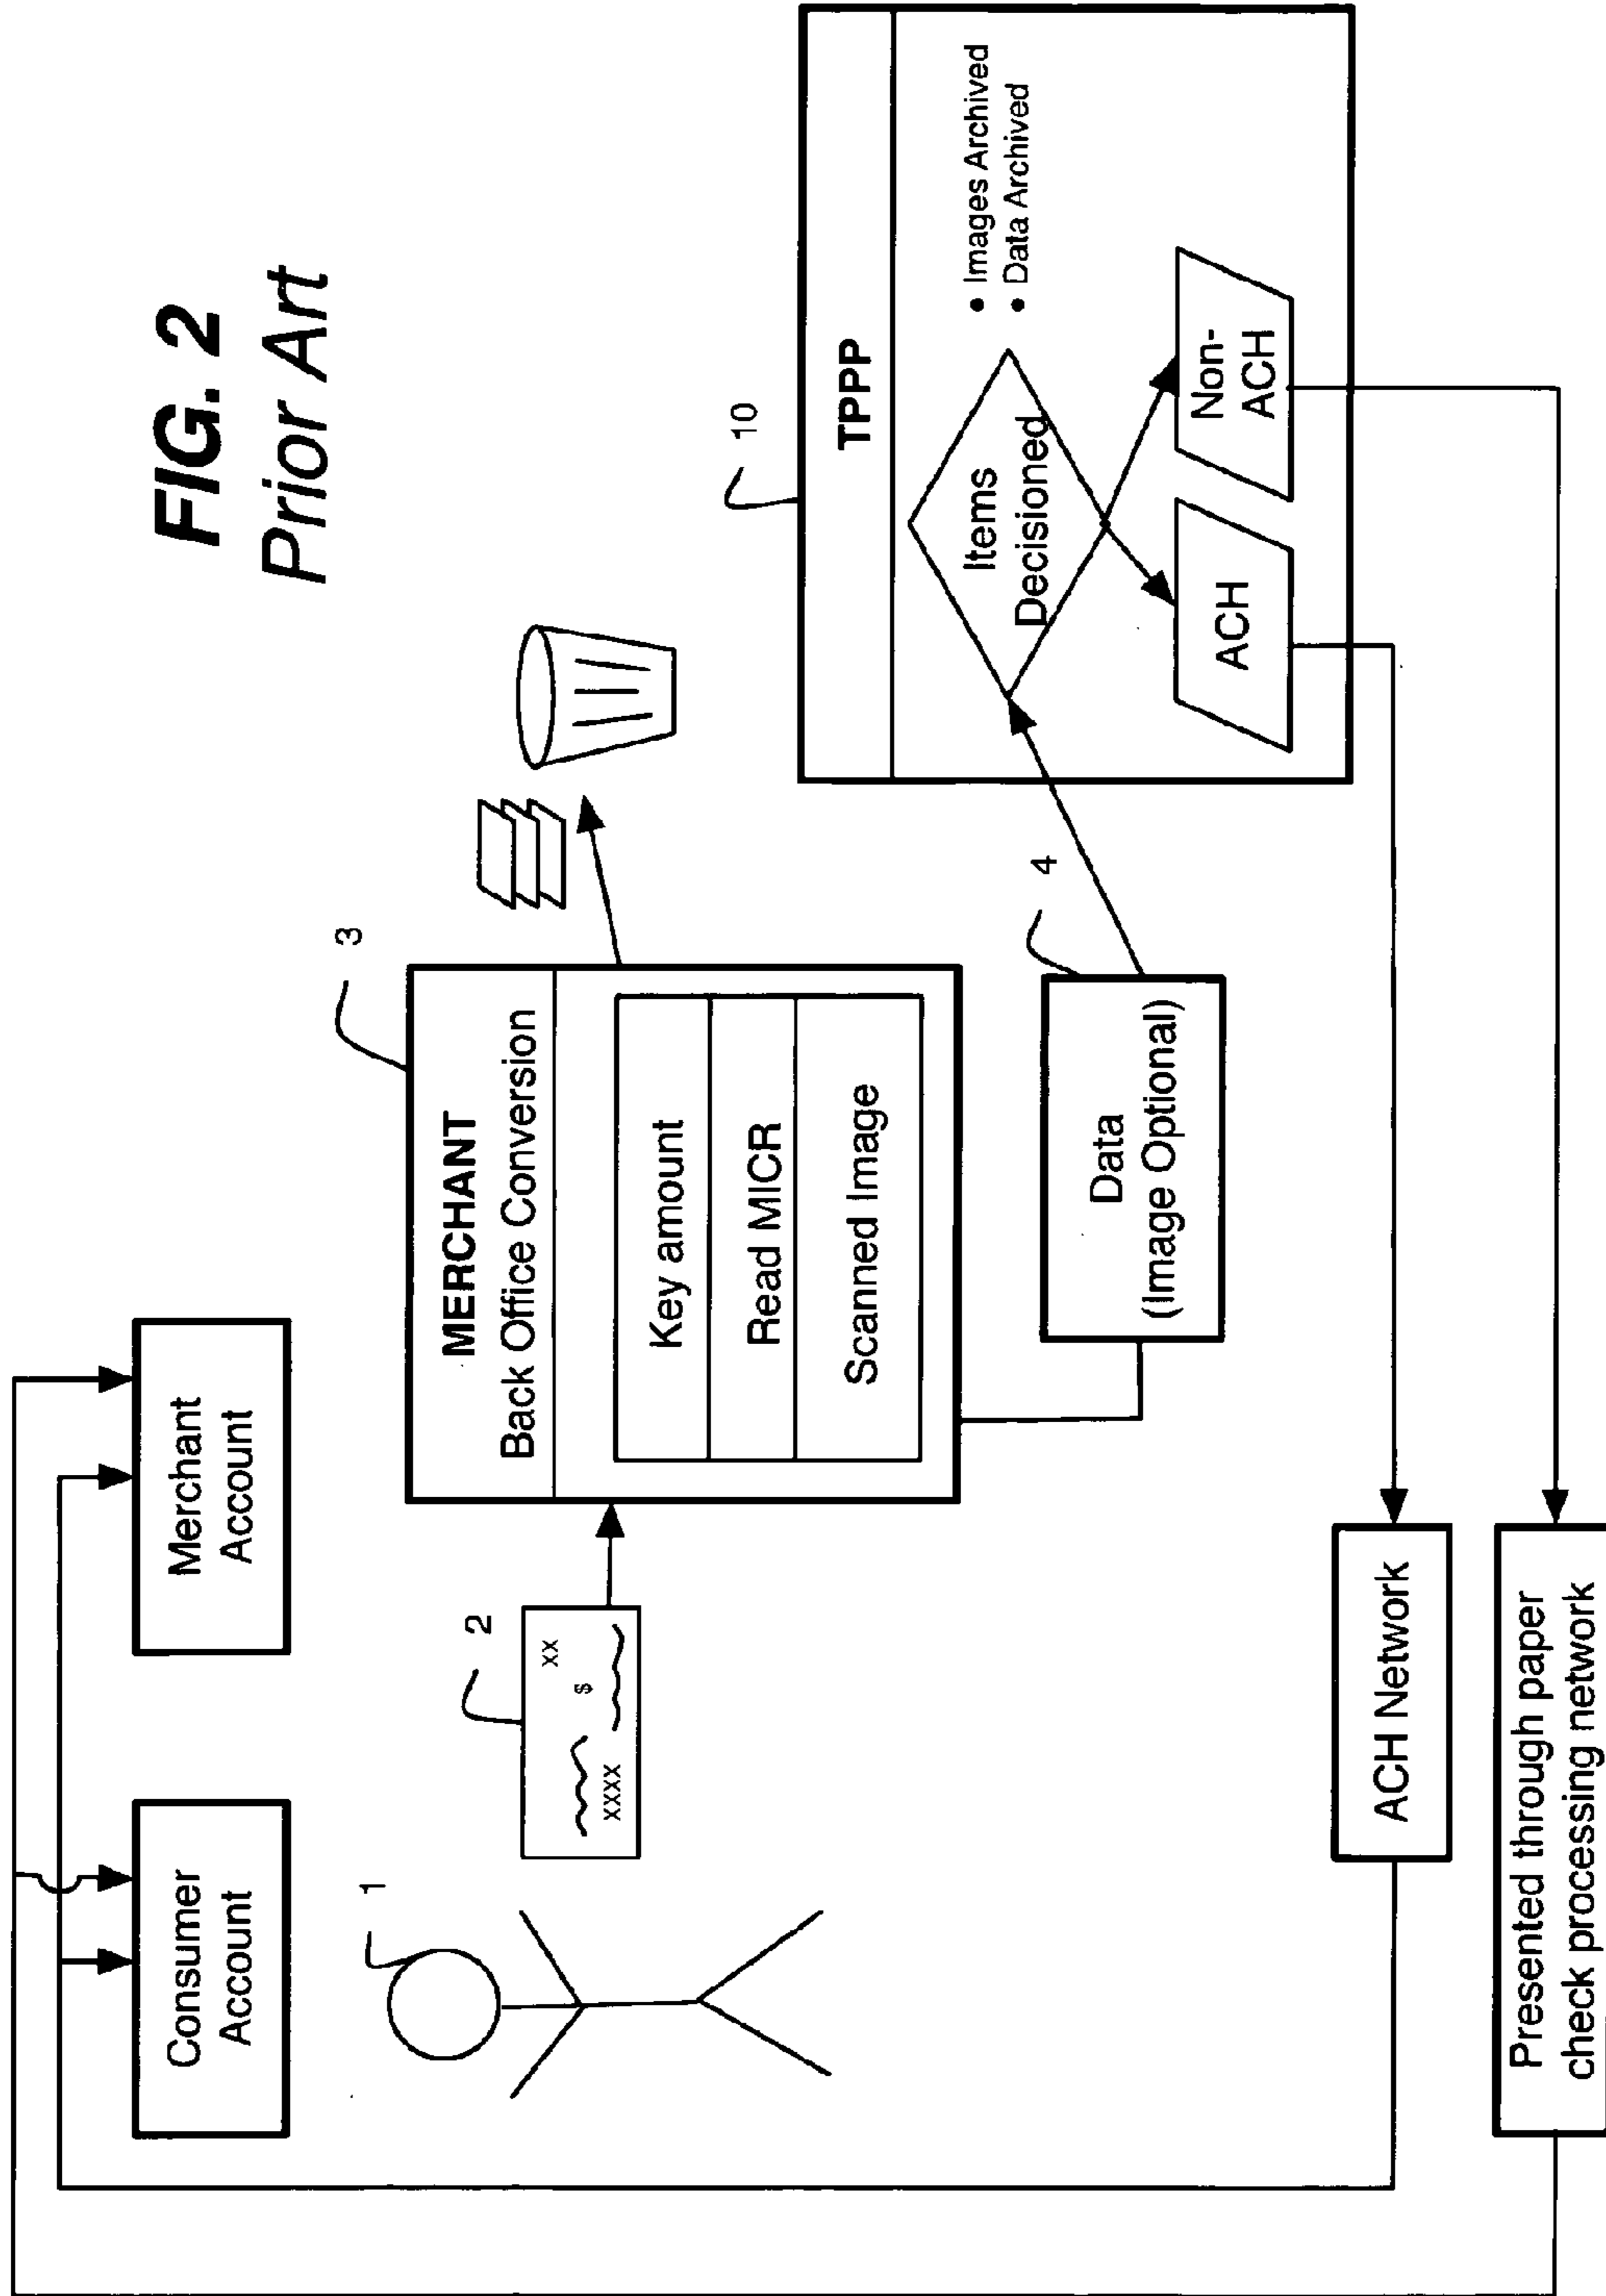 FIG. 2
Prior Art
Consumer
Account
Merchant
Account
1
2
xx
$
xxxx
3
MERCHANT
Back Office Conversion
Key amount
Read MICR
Scanned Image
4
Data
(Image Optional)
10
TPPP
• Images Archived
• Data Archived
Items
Decisioned
ACH
Non-
ACH
ACH Network
Presented through paper
check processing network